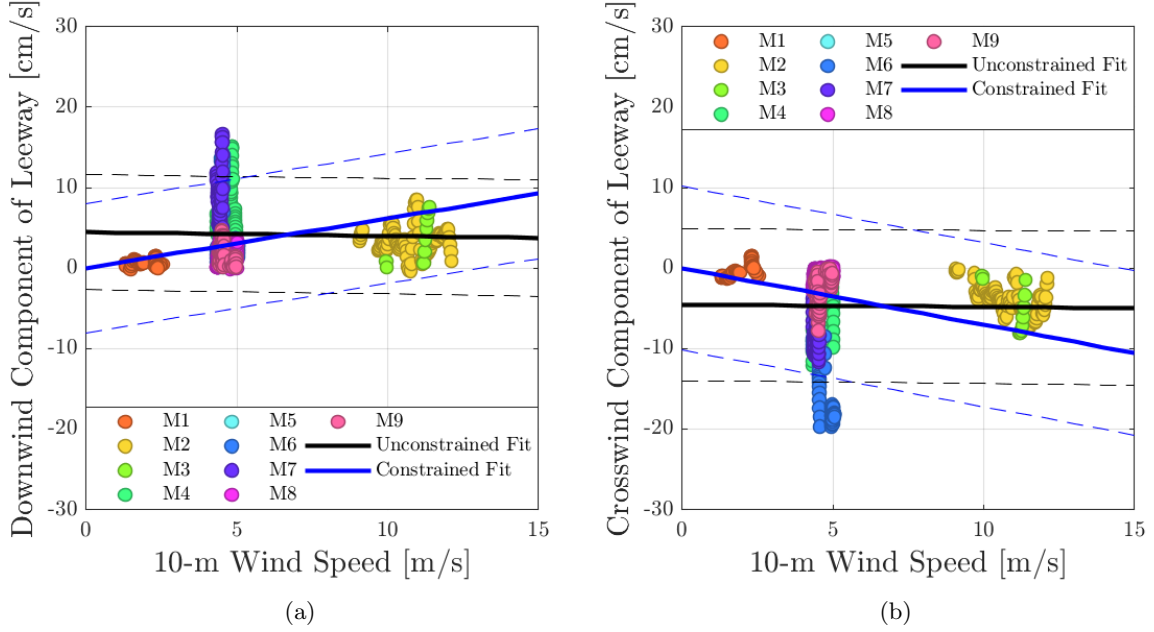 Downwind Component of Leeway [cm/s]
30
20
10
0
-10
-20
-30
M1
M2
M3
M4
M5
M6
M7
M8
M9
Unconstrained Fit
Constrained Fit
0
5
10
15
10-m Wind Speed [m/s]
(a)
Crosswind Component of Leeway [cm/s]
30
20
10
0
-10
-20
-30
M1
M2
M3
M4
M5
M6
M7
M8
M9
Unconstrained Fit
Constrained Fit
0
5
10
15
10-m Wind Speed [m/s]
(b)